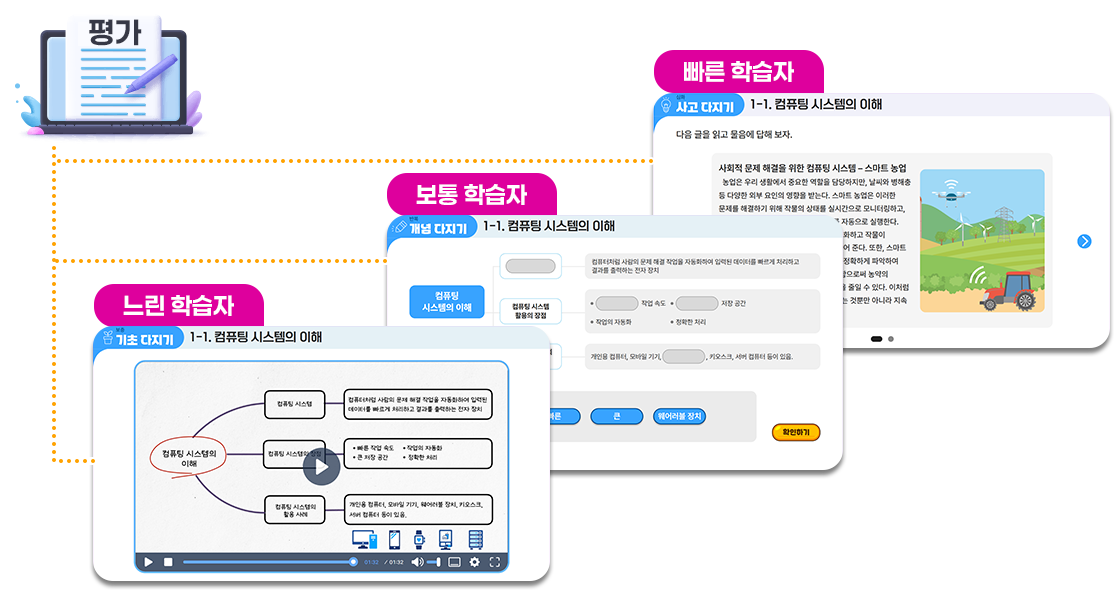 평가
빠른 학습자
사고 다지기
1-1. 컴퓨팅 시스템의 이해
다음 글을 읽고 물음에 답해 보자.
사회적 문제 해결을 위한 컴퓨팅 시스템 – 스마트 농업
농업은 우리 생활에서 중요한 역할을 담당하지만, 날씨와 병해충
등 다양한 외부 요인의 영향을 받는다. 스마트 농업은 이러한
문제를 해결하기 위해 작물의 상태를 실시간으로 모니터링하고,
자동으로 실행한다.
화하고 작물이
어 준다. 또한, 스마트
정확하게 파악하여
함으로써 농약의
줄일 수 있다. 이처럼
는 것뿐만 아니라 지속
보통 학습자
개념 다지기
1-1. 컴퓨팅 시스템의 이해
컴퓨터처럼 사람의 문제 해결 작업을 자동화하여 입력된 데이터를 빠르게 처리하고
결과를 출력하는 전자 장치
컴퓨팅
시스템의 이해
컴퓨팅 시스템
활용의 장점
• 작업 속도 • 저장 공간
• 작업의 자동화 • 정확한 처리
개인용 컴퓨터, 모바일 기기, , 키오스크, 서버 컴퓨터 등이 있음.
빠른
큰
웨어러블 장치
확인하기
느린 학습자
기초 다지기
1-1. 컴퓨팅 시스템의 이해
컴퓨팅 시스템
컴퓨터처럼 사람의 문제 해결 작업을 자동화하여 입력된
데이터를 빠르게 처리하고 결과를 출력하는 전자 장치
컴퓨팅 시스템의
이해
컴퓨팅 시스템의 장점
• 빠른 작업 속도 • 작업의 자동화
• 큰 저장 공간 • 정확한 처리
컴퓨팅 시스템의
활용 사례
개인용 컴퓨터, 모바일 기기, 웨어러블 장치, 키오스크,
서버 컴퓨터 등이 있음.
01:32 / 01:32